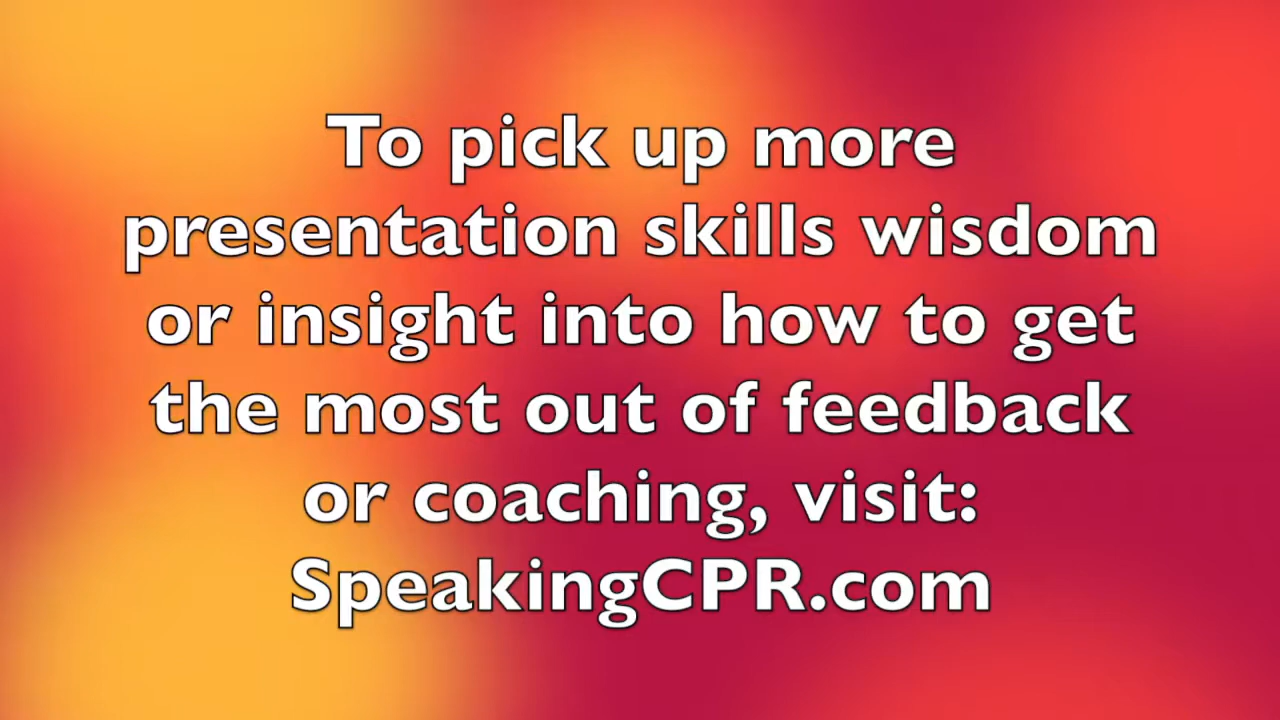 To pick up more
presentation skills wisdom
or insight into how to get
the most out of feedback
or coaching, visit:
SpeakingCPR.com